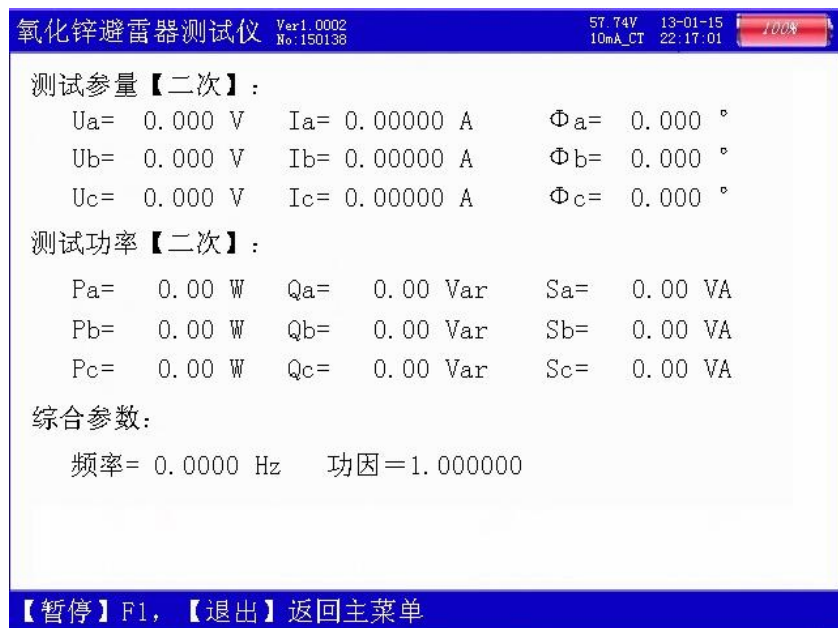 氧化锌避雷器测试仪 Ver1.0002 57.74V 13-01-15 100%
No:150138 10mA_CT 22:17:01
测试参量【二次】:
Ua= 0.000 V Ia= 0.00000 A Φa= 0.000 °
Ub= 0.000 V Ib= 0.00000 A Φb= 0.000 °
Uc= 0.000 V Ic= 0.00000 A Φc= 0.000 °
测试功率【二次】:
Pa= 0.00 W Qa= 0.00 Var Sa= 0.00 VA
Pb= 0.00 W Qb= 0.00 Var Sb= 0.00 VA
Pc= 0.00 W Qc= 0.00 Var Sc= 0.00 VA
综合参数:
频率= 0.0000 Hz 功因=1.000000
【暂停】F1, 【退出】返回主菜单